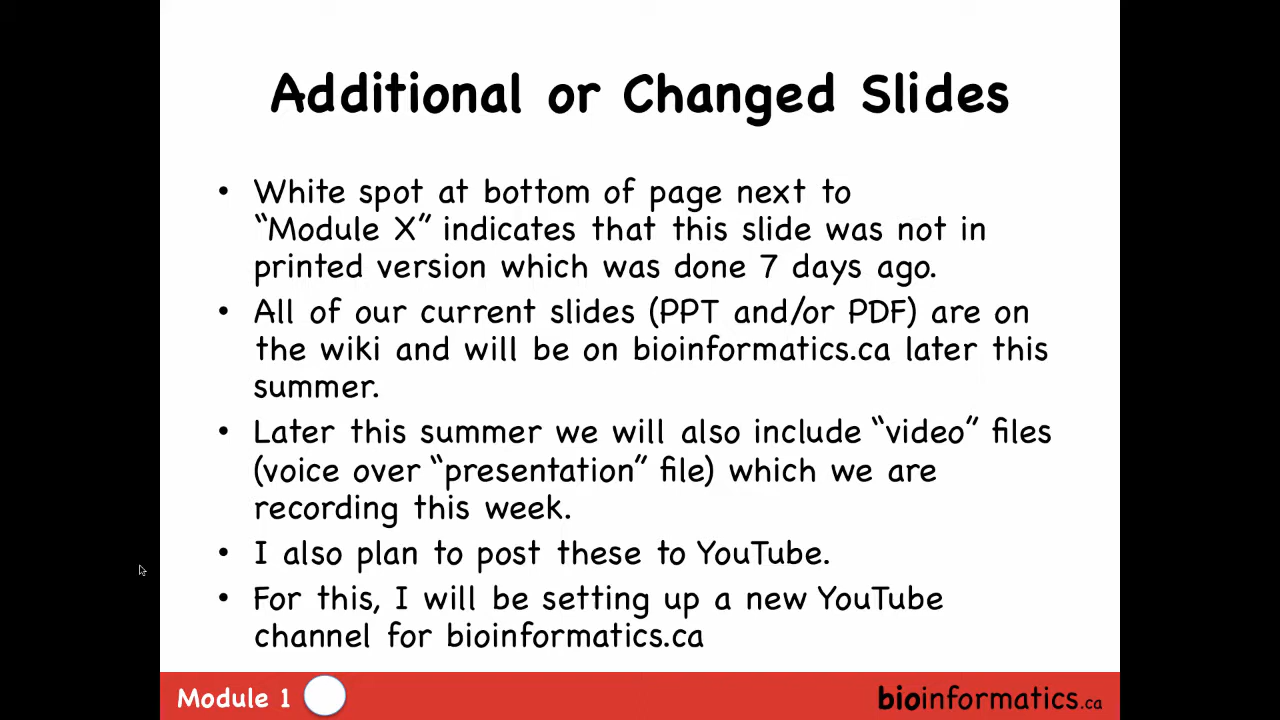 Additional or Changed Slides
• White spot at bottom of page next to
“Module X” indicates that this slide was not in
printed version which was done 7 days ago.
• All of our current slides (PPT and/or PDF) are on
the wiki and will be on bioinformatics.ca later this
summer.
• Later this summer we will also include “video” files
(voice over “presentation” file) which we are
recording this week.
• I also plan to post these to YouTube.
• For this, I will be setting up a new YouTube
channel for bioinformatics.ca
Module 1
bioinformatics.ca